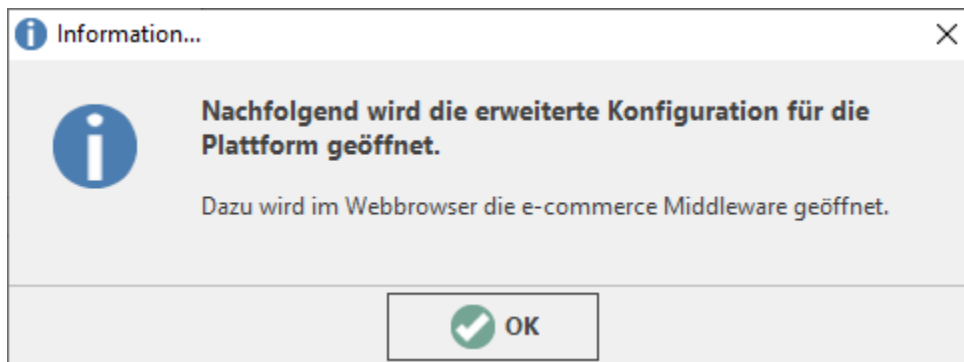 Information...
Nachfolgend wird die erweiterte Konfiguration für die
Plattform geöffnet.
Dazu wird im Webbrowser die e-commerce Middleware geöffnet.
OK